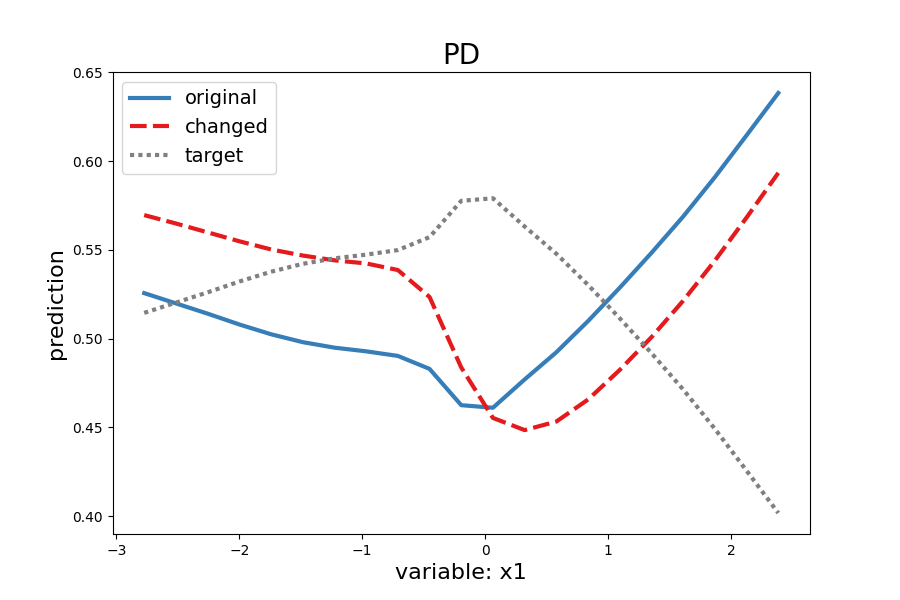 PD
original
changed
target
0.65
0.60
0.55
0.50
0.45
0.40
prediction
−3
−2
−1
0
1
2
variable: x1